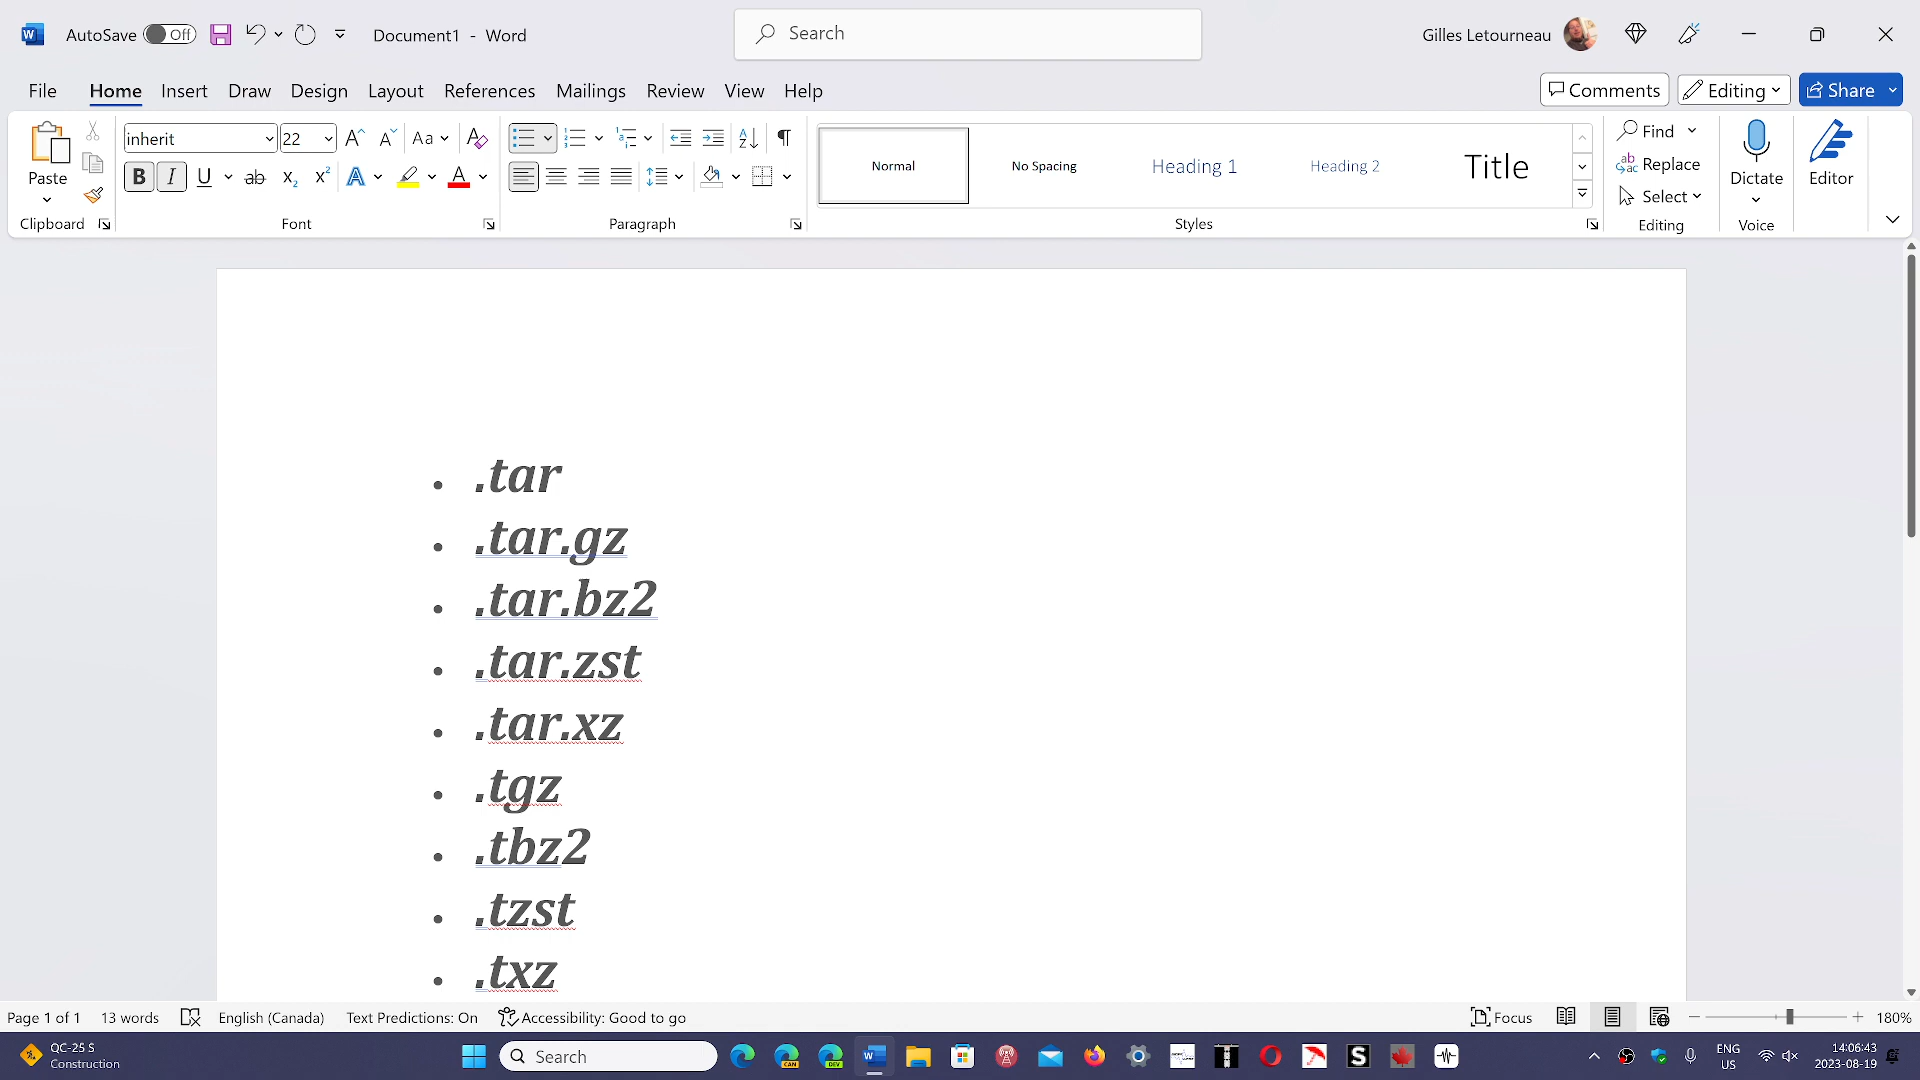 AutoSave Off Document1 - Word Search Gilles Letourneau
File Home Insert Draw Design Layout References Mailings Review View Help Comments Editing Share
Paste inherit 22 Aa Normal No Spacing Heading 1 Heading 2 Title Find Replace Select Dictate Editor
Clipboard Font Paragraph Styles Editing Voice
.tar
.tar.gz
.tar.bz2
.tar.zst
.tar.xz
.tgz
.tbz2
.tzst
.txz
Page 1 of 1 13 words English (Canada) Text Predictions: On Accessibility: Good to go Focus 180%
QC-25 S
Construction
Search
CAN
DEV
ENG
US
14:06:43
2023-08-19